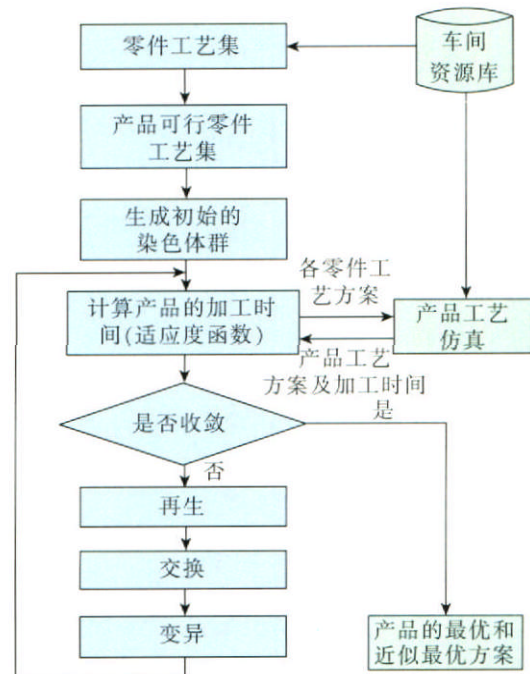 零件工艺集
车间
资源库
产品可行零件
工艺集
生成初始的
染色体群
各零件工
艺方案
计算产品的加工时
间(适应度函数)
产品工艺
仿真
产品工艺
方案及加工时间
是
是否收敛
否
再生
交换
变异
产品的最优和
近似最优方案